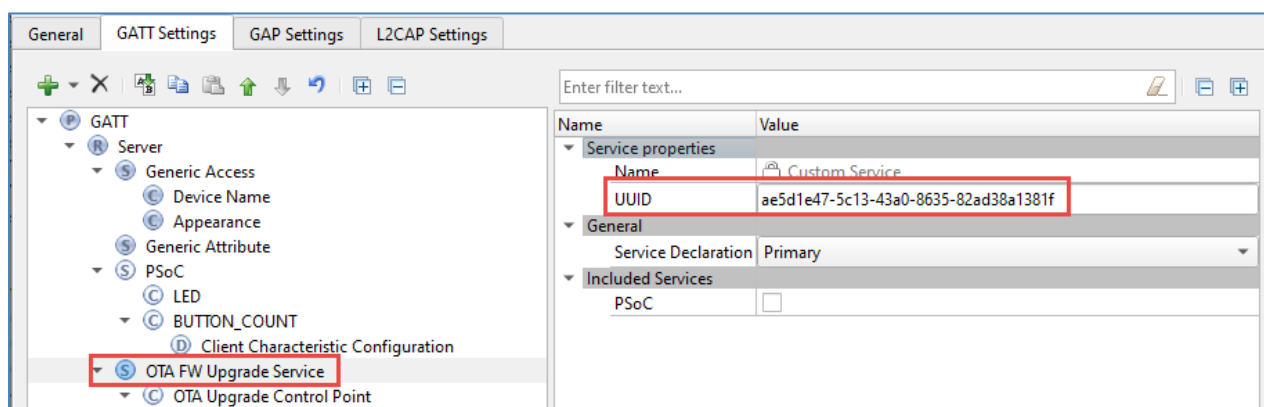 General GATT Settings GAP Settings L2CAP Settings
Enter filter text...
GATT
Server
Generic Access
Device Name
Appearance
Generic Attribute
PSoC
LED
BUTTON_COUNT
Client Characteristic Configuration
OTA FW Upgrade Service
OTA Upgrade Control Point
Name Value
Service properties
Name Custom Service
UUID ae5d1e47-5c13-43a0-8635-82ad38a1381f
General
Service Declaration Primary
Included Services
PSoC